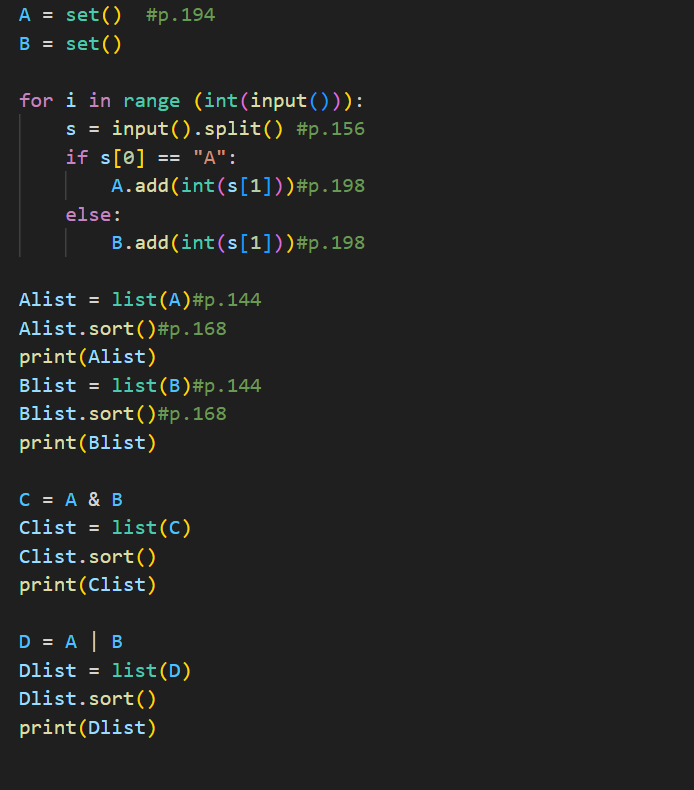 A = set()  #p.194
B = set()

for i in range (int(input())):
    s = input().split() #p.156
    if s[0] == "A":
        A.add(int(s[1]))#p.198
    else:
        B.add(int(s[1]))#p.198

Alist = list(A)#p.144
Alist.sort()#p.168
print(Alist)
Blist = list(B)#p.144
Blist.sort()#p.168
print(Blist)

C = A & B
Clist = list(C)
Clist.sort()
print(Clist)

D = A | B
Dlist = list(D)
Dlist.sort()
print(Dlist)